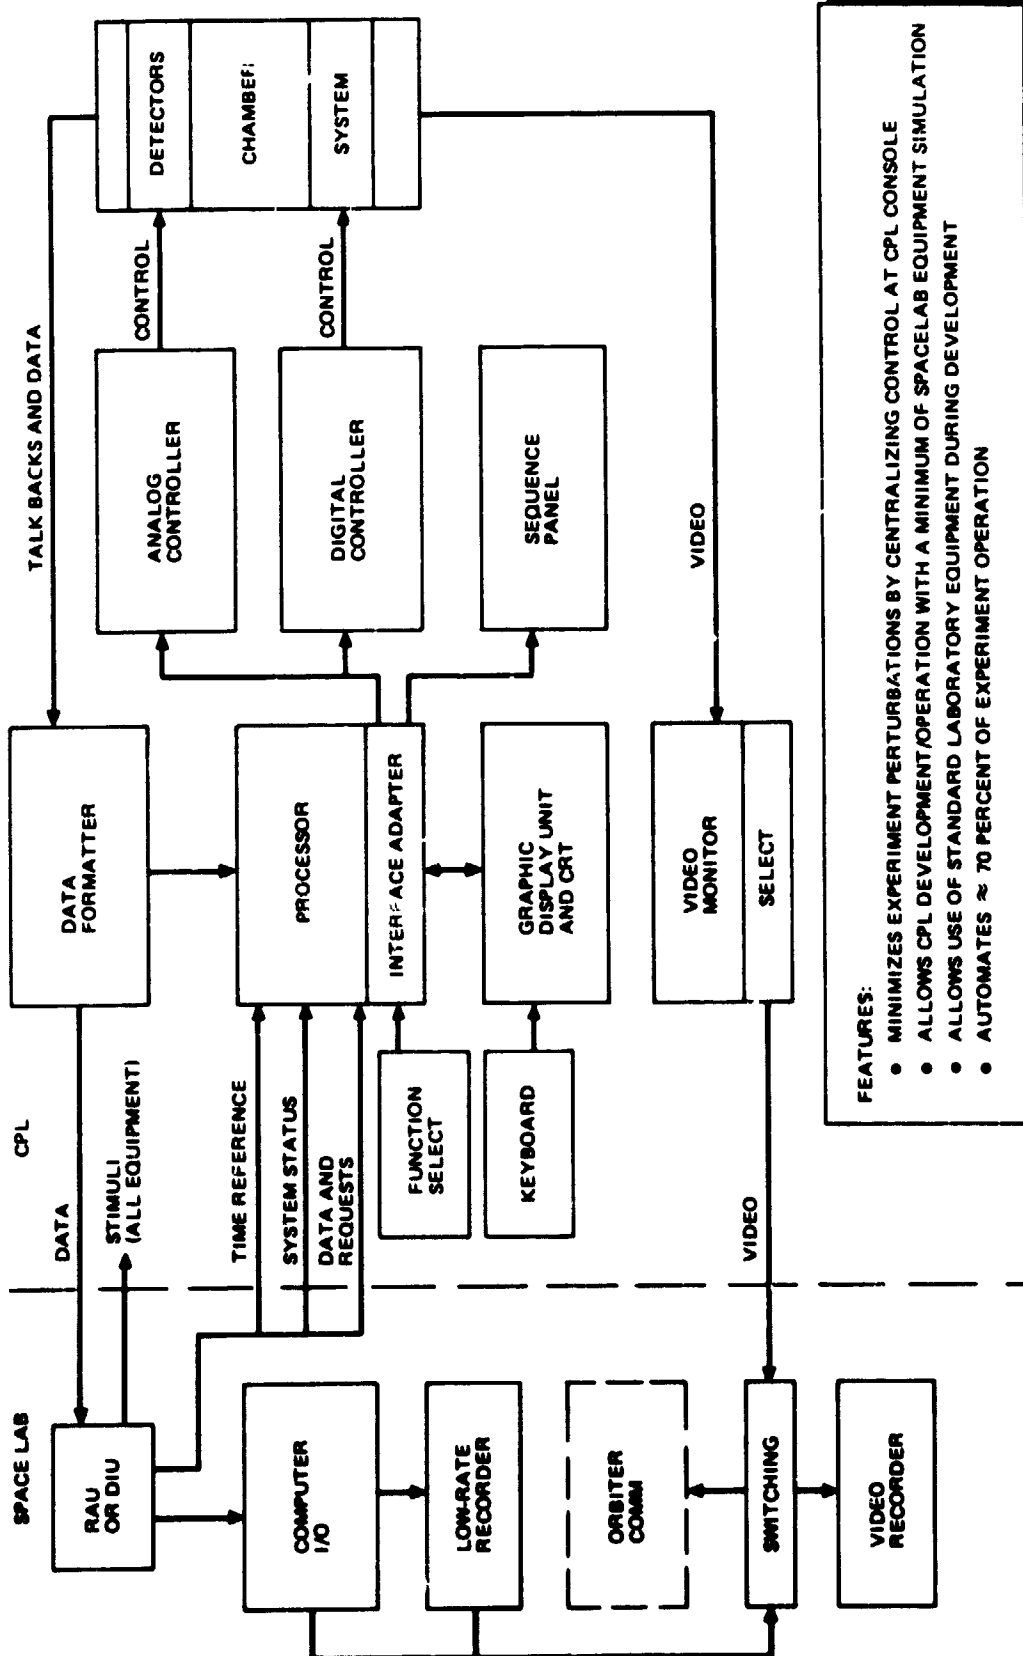 SPACE LAB
CPL
RAU
OR DIU
DATA
STIMULI
(ALL EQUIPMENT)
DATA
FORMATTER
TALK BACKS AND DATA
DETECTORS
CHAMBER
SYSTEM
COMPUTER
I/O
TIME REFERENCE
SYSTEM STATUS
DATA AND
REQUESTS
PROCESSOR
INTERFACE ADAPTER
ANALOG
CONTROLLER
CONTROL
DIGITAL
CONTROLLER
CONTROL
LOW-RATE
RECORDER
FUNCTION
SELECT
KEYBOARD
GRAPHIC
DISPLAY UNIT
AND CRT
SEQUENCE
PANEL
ORBITER
COMM
SWITCHING
VIDEO
VIDEO
MONITOR
SELECT
VIDEO
VIDEO
RECORDER
FEATURES:
● MINIMIZES EXPERIMENT PERTURBATIONS BY CENTRALIZING CONTROL AT CPL CONSOLE
● ALLOWS CPL DEVELOPMENT/OPERATION WITH A MINIMUM OF SPACELAB EQUIPMENT SIMULATION
● ALLOWS USE OF STANDARD LABORATORY EQUIPMENT DURING DEVELOPMENT
● AUTOMATES ≈ 70 PERCENT OF EXPERIMENT OPERATION